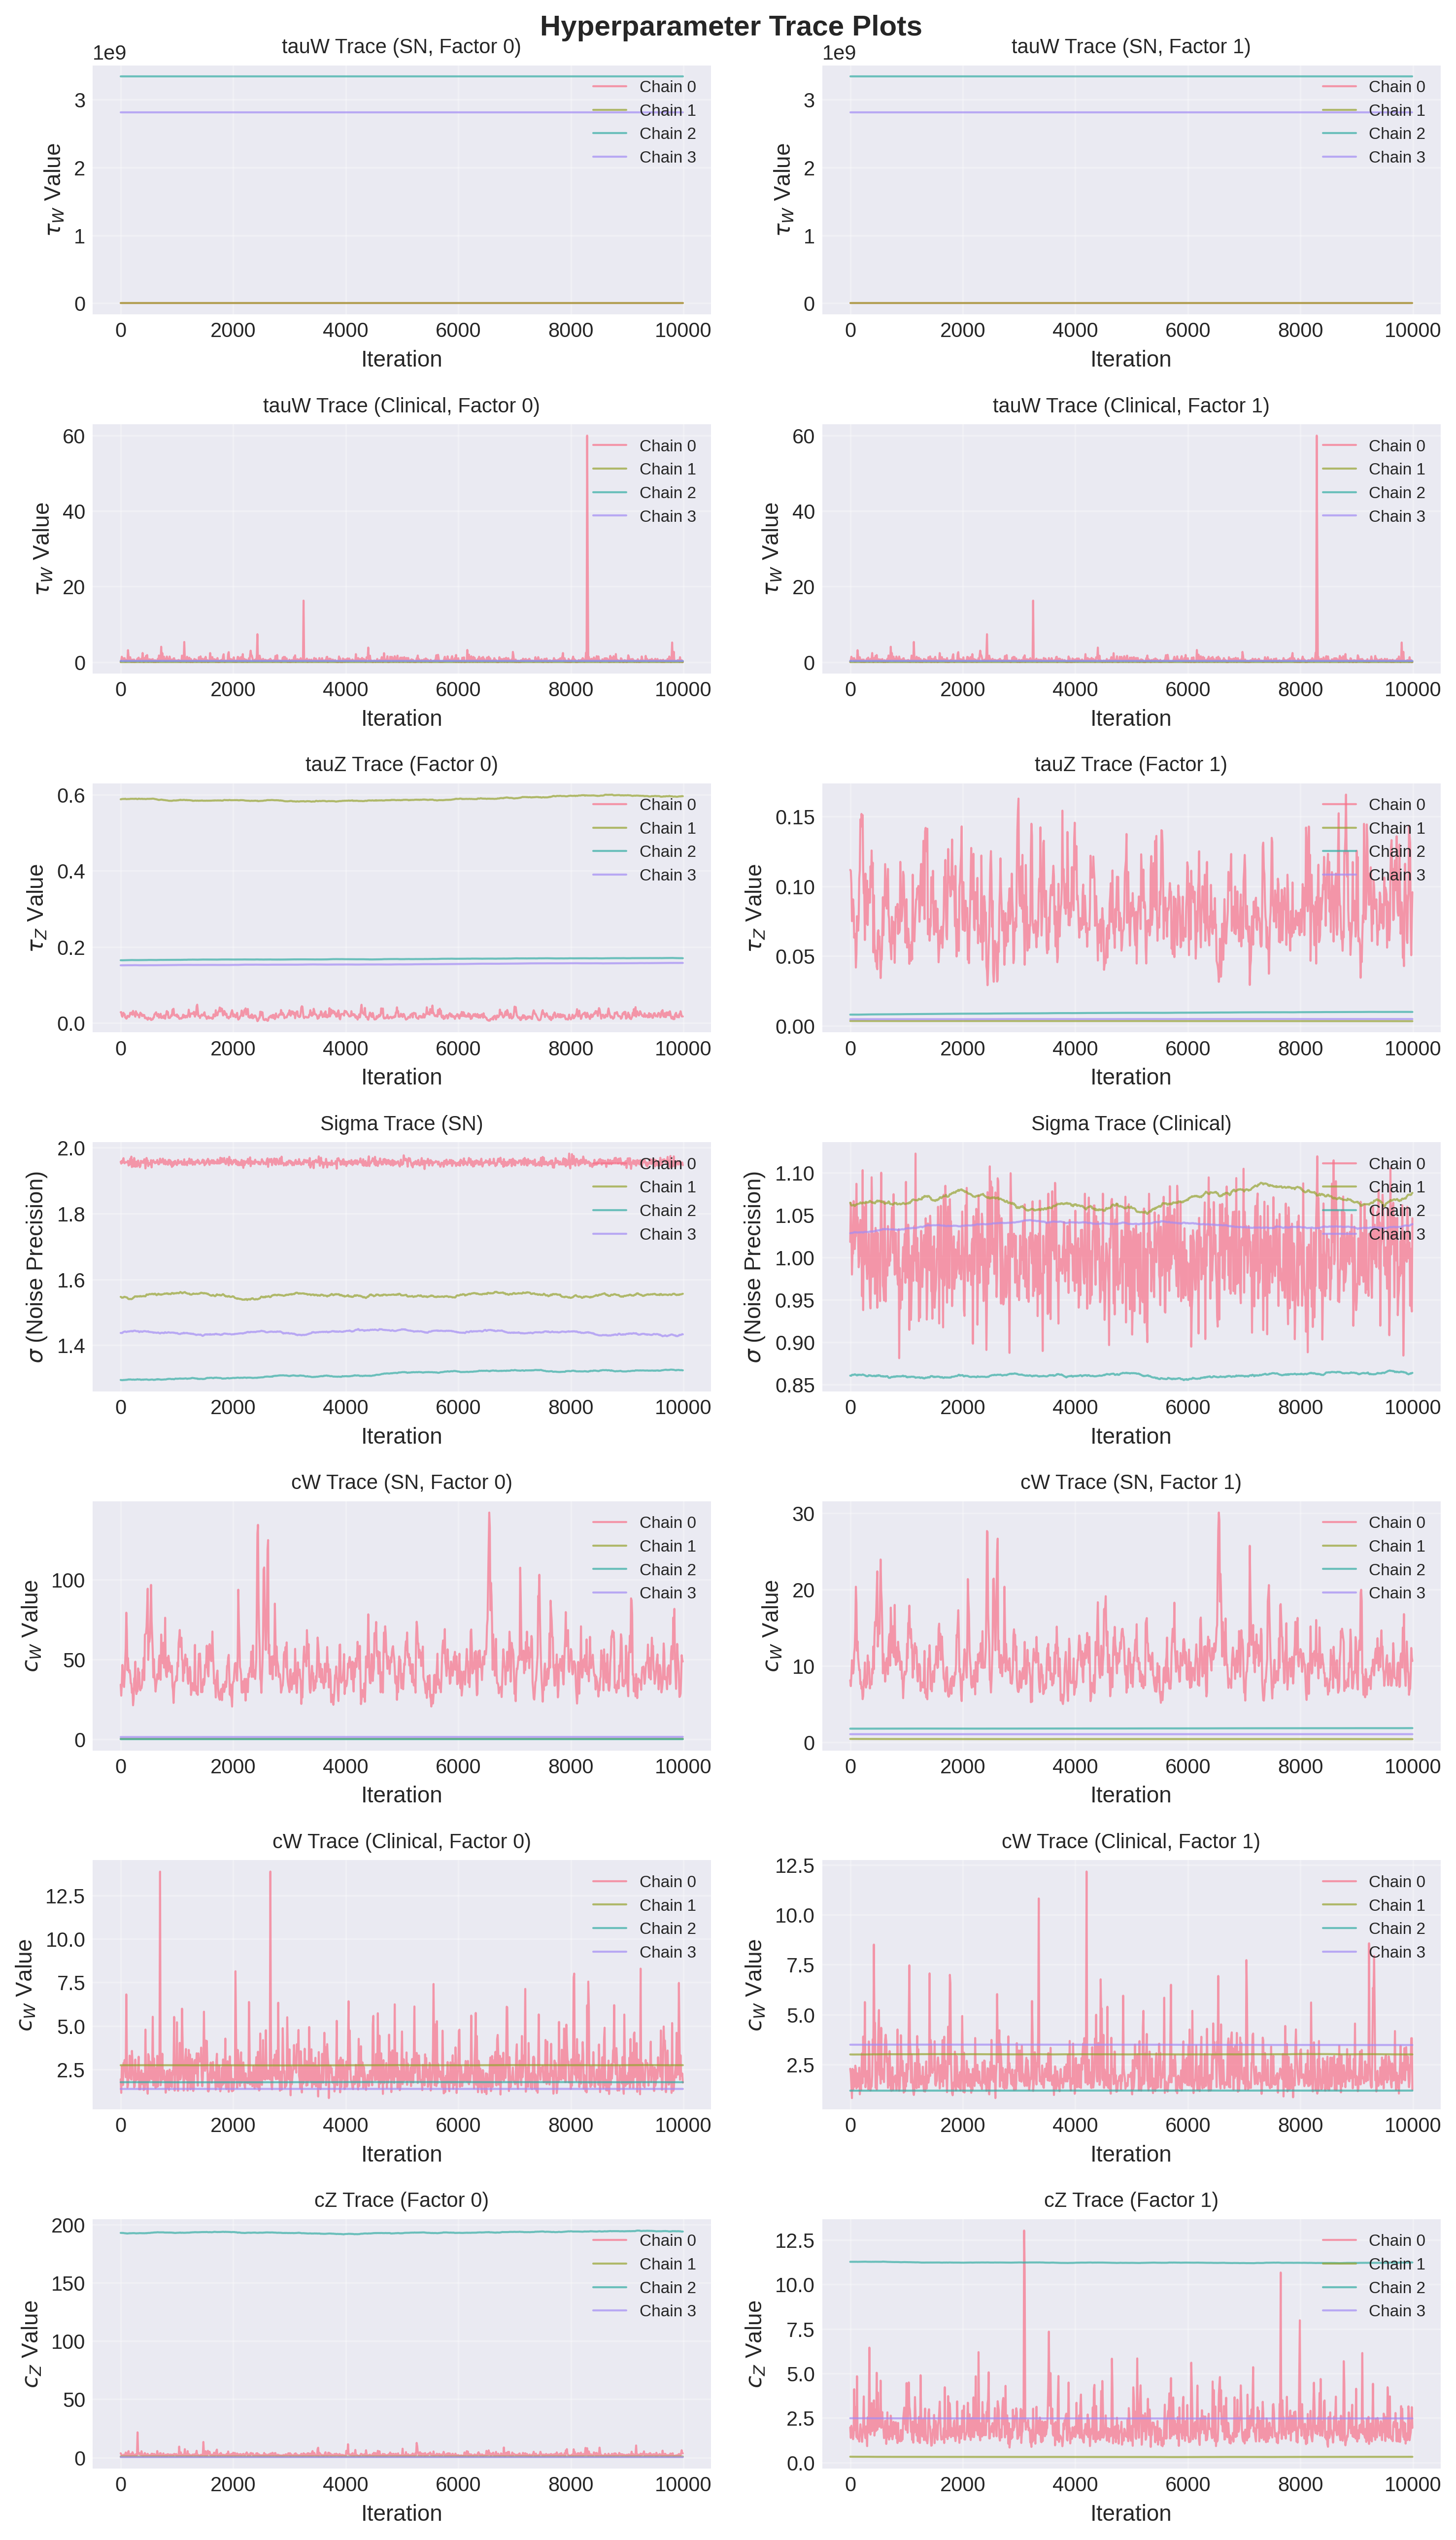 Hyperparameter Trace Plots
tauW Trace (SN, Factor 0)
1e9
τW Value
3
2
1
0
Chain 0
Chain 1
Chain 2
Chain 3
0 2000 4000 6000 8000 10000
Iteration
tauW Trace (SN, Factor 1)
1e9
τW Value
3
2
1
0
Chain 0
Chain 1
Chain 2
Chain 3
0 2000 4000 6000 8000 10000
Iteration
tauW Trace (Clinical, Factor 0)
τW Value
60
40
20
0
Chain 0
Chain 1
Chain 2
Chain 3
0 2000 4000 6000 8000 10000
Iteration
tauW Trace (Clinical, Factor 1)
τW Value
60
40
20
0
Chain 0
Chain 1
Chain 2
Chain 3
0 2000 4000 6000 8000 10000
Iteration
tauZ Trace (Factor 0)
τZ Value
0.6
0.4
0.2
0.0
Chain 0
Chain 1
Chain 2
Chain 3
0 2000 4000 6000 8000 10000
Iteration
tauZ Trace (Factor 1)
τZ Value
0.15
0.10
0.05
0.00
Chain 0
Chain 1
Chain 2
Chain 3
0 2000 4000 6000 8000 10000
Iteration
Sigma Trace (SN)
σ (Noise Precision)
2.0
1.8
1.6
1.4
Chain 0
Chain 1
Chain 2
Chain 3
0 2000 4000 6000 8000 10000
Iteration
Sigma Trace (Clinical)
σ (Noise Precision)
1.10
1.05
1.00
0.95
0.90
0.85
Chain 0
Chain 1
Chain 2
Chain 3
0 2000 4000 6000 8000 10000
Iteration
cW Trace (SN, Factor 0)
cW Value
100
50
0
Chain 0
Chain 1
Chain 2
Chain 3
0 2000 4000 6000 8000 10000
Iteration
cW Trace (SN, Factor 1)
cW Value
30
20
10
0
Chain 0
Chain 1
Chain 2
Chain 3
0 2000 4000 6000 8000 10000
Iteration
cW Trace (Clinical, Factor 0)
cW Value
12.5
10.0
7.5
5.0
2.5
Chain 0
Chain 1
Chain 2
Chain 3
0 2000 4000 6000 8000 10000
Iteration
cW Trace (Clinical, Factor 1)
cW Value
12.5
10.0
7.5
5.0
2.5
Chain 0
Chain 1
Chain 2
Chain 3
0 2000 4000 6000 8000 10000
Iteration
cZ Trace (Factor 0)
cZ Value
200
150
100
50
0
Chain 0
Chain 1
Chain 2
Chain 3
0 2000 4000 6000 8000 10000
Iteration
cZ Trace (Factor 1)
cZ Value
12.5
10.0
7.5
5.0
2.5
0.0
Chain 0
Chain 1
Chain 2
Chain 3
0 2000 4000 6000 8000 10000
Iteration